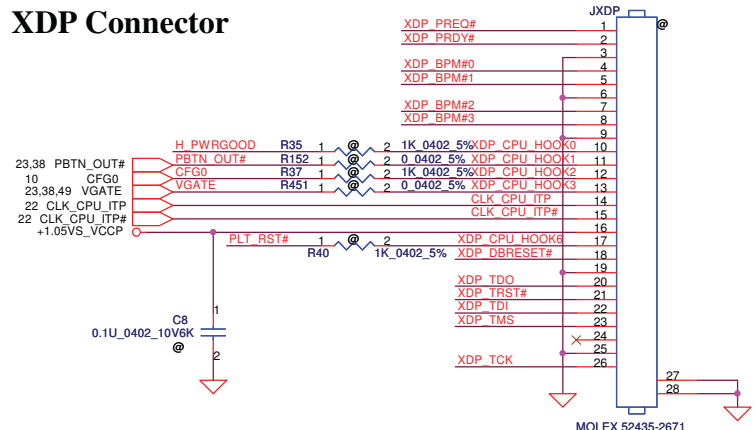 XDP Connector
JXDP
@
XDP_PREQ# 1
XDP_PRDY# 2
3
XDP_BPM#0 4
XDP_BPM#1 5
6
XDP_BPM#2 7
XDP_BPM#3 8
9
H_PWRGOOD R35 1 @ 2 1K_0402_5% XDP_CPU_HOOK0 10
23,38 PBTN_OUT# PBTN_OUT# R152 1 @ 2 0_0402_5% XDP_CPU_HOOK1 11
10 CFG0 CFG0 R37 1 @ 2 1K_0402_5% XDP_CPU_HOOK2 12
23,38,49 VGATE VGATE R451 1 @ 2 0_0402_5% XDP_CPU_HOOK3 13
22 CLK_CPU_ITP CLK_CPU_ITP 14
22 CLK_CPU_ITP# CLK_CPU_ITP# 15
+1.05VS_VCCP 16
PLT_RST# 1 @ 2 XDP_CPU_HOOK6 17
R40 1K_0402_5% XDP_DBRESET# 18
19
XDP_TDO 20
XDP_TRST# 21
XDP_TDI 22
XDP_TMS 23
24
25
XDP_TCK 26
27
28
1
C8
0.1U_0402_10V6K
@
2
MOLEX 52435-2671